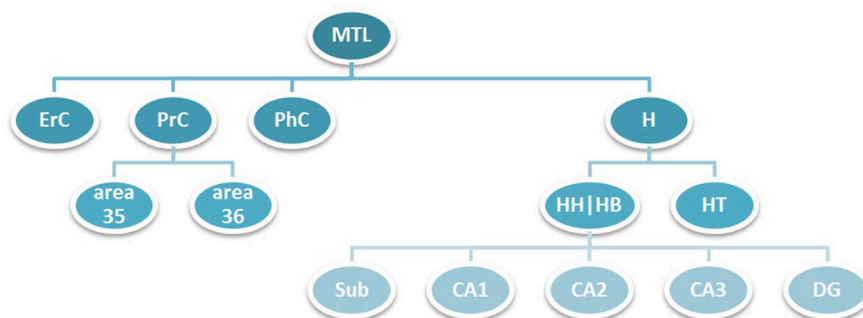 MTL
ErC
PrC
PhC
H
area
35
area
36
HH|HB
HT
Sub
CA1
CA2
CA3
DG